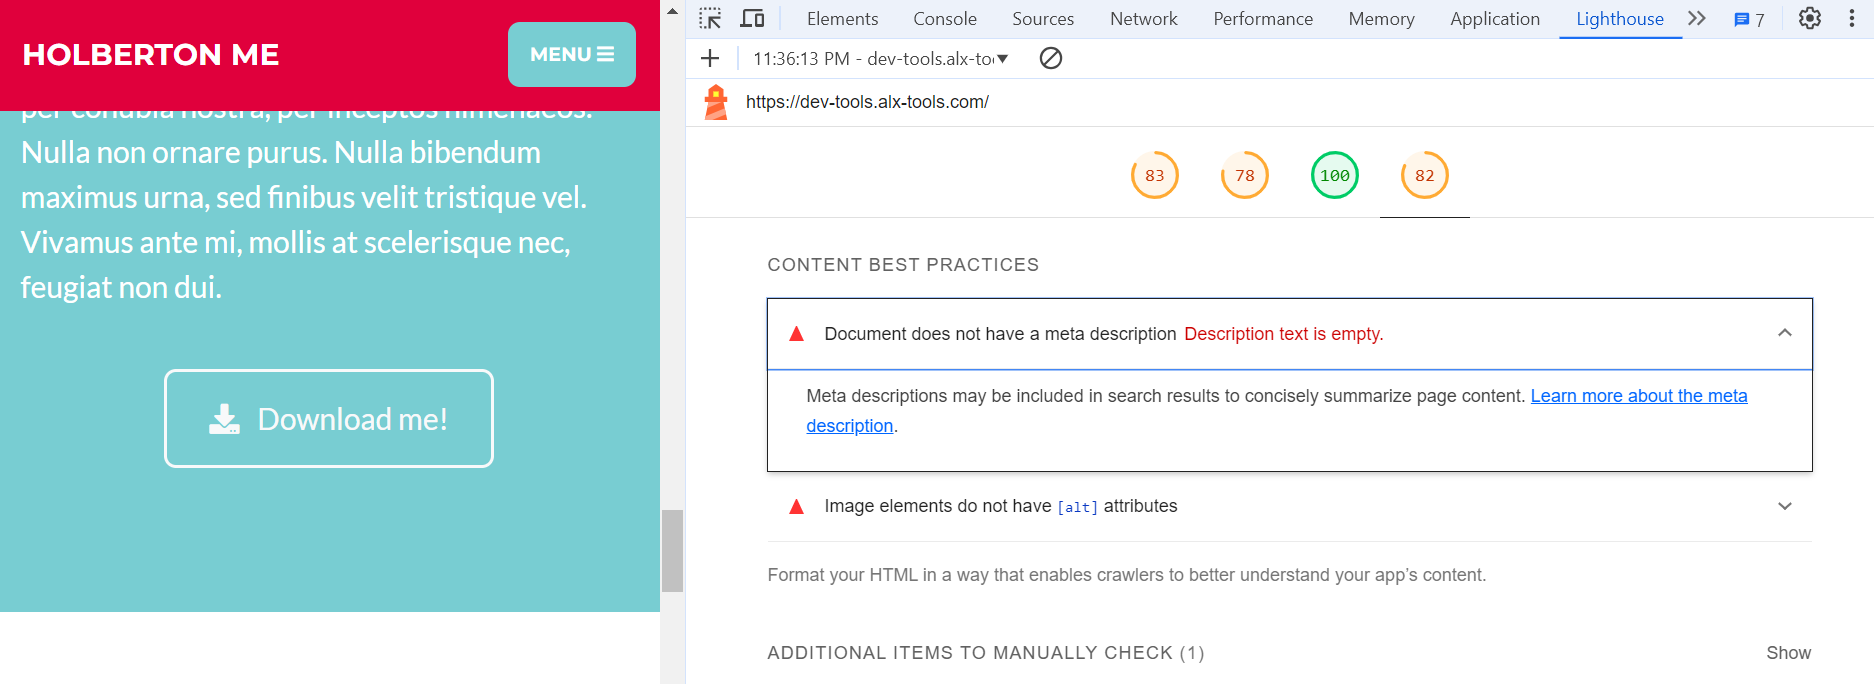 HOLBERTON ME
MENU
per conubia nostra, per inceptos himenaeos.
Nulla non ornare purus. Nulla bibendum
maximus urna, sed finibus velit tristique vel.
Vivamus ante mi, mollis at scelerisque nec,
feugiat non dui.
Download me!
Elements Console Sources Network Performance Memory Application Lighthouse 7
11:36:13 PM - dev-tools.alx-to
https://dev-tools.alx-tools.com/
83 78 100 82
CONTENT BEST PRACTICES
Document does not have a meta description Description text is empty.
Meta descriptions may be included in search results to concisely summarize page content. Learn more about the meta
description.
Image elements do not have [alt] attributes
Format your HTML in a way that enables crawlers to better understand your app’s content.
ADDITIONAL ITEMS TO MANUALLY CHECK (1) Show